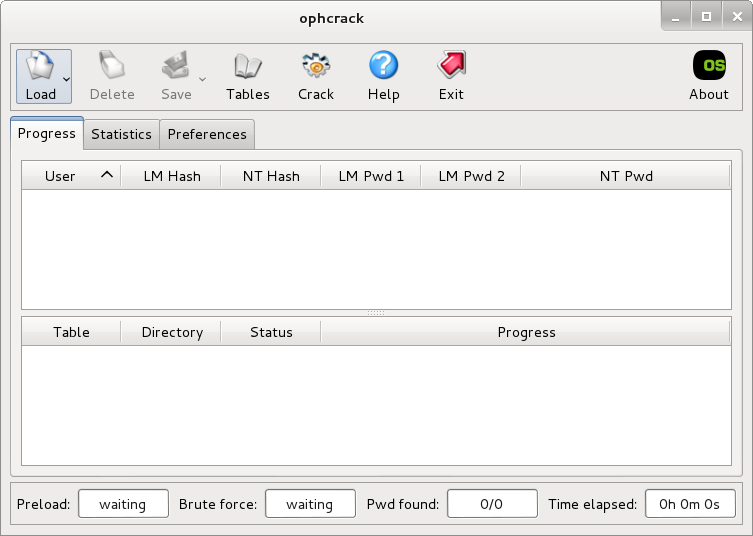 ophcrack
Load Delete Save Tables Crack Help Exit OS About
Progress Statistics Preferences
User LM Hash NT Hash LM Pwd 1 LM Pwd 2 NT Pwd
Table Directory Status Progress
Preload: waiting Brute force: waiting Pwd found: 0/0 Time elapsed: 0h 0m 0s